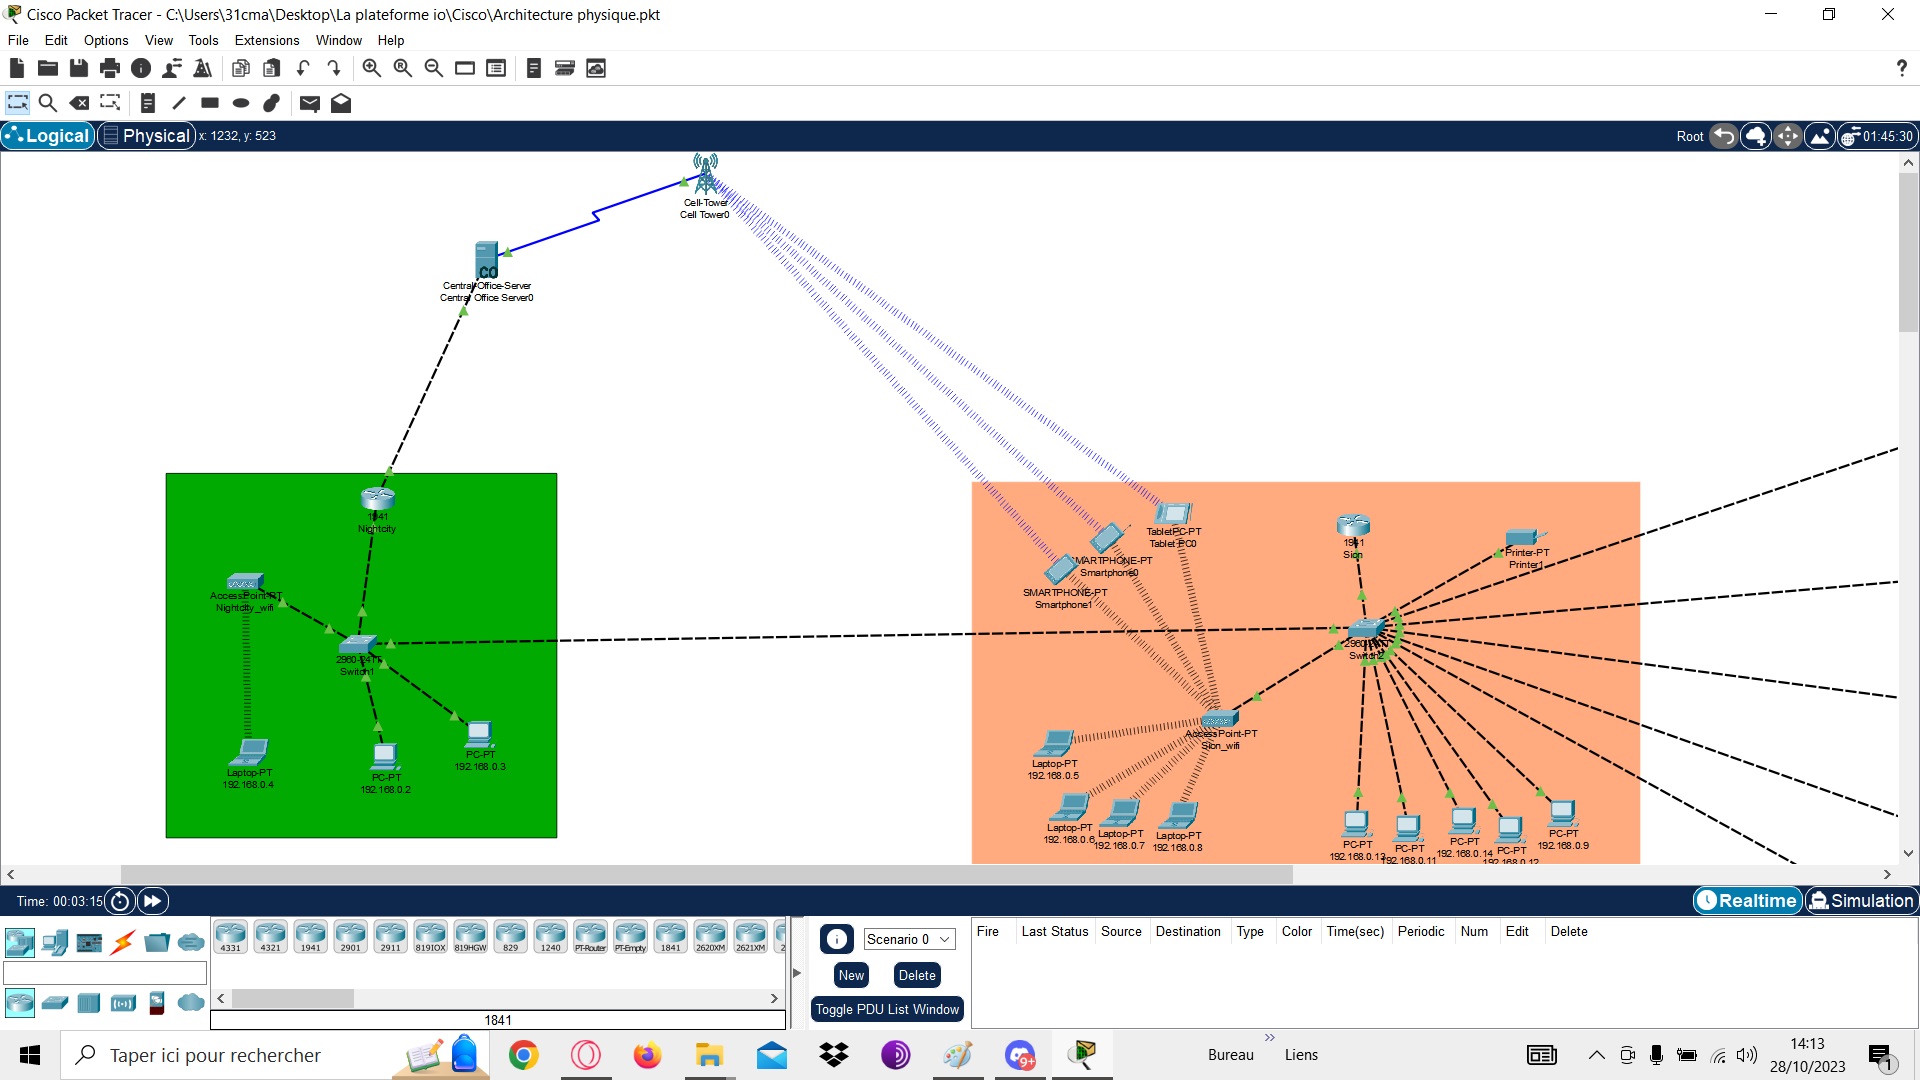 Cisco Packet Tracer - C:\Users\31cma\Desktop\La plateforme io\Cisco\Architecture physique.pkt
File Edit Options View Tools Extensions Window Help
?
Logical Physical x: 1232, y: 523 Root 01:45:30
Cell-Tower
Cell Tower0
CO
Central-Office-Server
Central Office Server0
1841
Nightcity
AccessPoint-PT
Nightcity_wifi
2960-24TT
Switch1
Laptop-PT
192.168.0.4
PC-PT
192.168.0.2
PC-PT
192.168.0.3
TabletPC-PT
Tablet PC0
SMARTPHONE-PT
Smartphone0
SMARTPHONE-PT
Smartphone1
1941
Sion
Printer-PT
Printer1
2960-24TT
Switch2
AccessPoint-PT
Sion_wifi
Laptop-PT
192.168.0.5
Laptop-PT
192.168.0.6
Laptop-PT
192.168.0.7
Laptop-PT
192.168.0.8
PC-PT
192.168.0.13
PC-PT
192.168.0.11
PC-PT
192.168.0.14
PC-PT
192.168.0.12
PC-PT
192.168.0.9
Time: 00:03:15 Realtime Simulation
4331 4321 1941 2901 2911 819IOX 819HGW 829 1240 PT-Router PT-Empty 1841 2620XM 2621XM 2
1841
Scenario 0
New Delete
Toggle PDU List Window
Fire Last Status Source Destination Type Color Time(sec) Periodic Num Edit Delete
Taper ici pour rechercher
9+
Bureau
Liens
14:13
28/10/2023
1